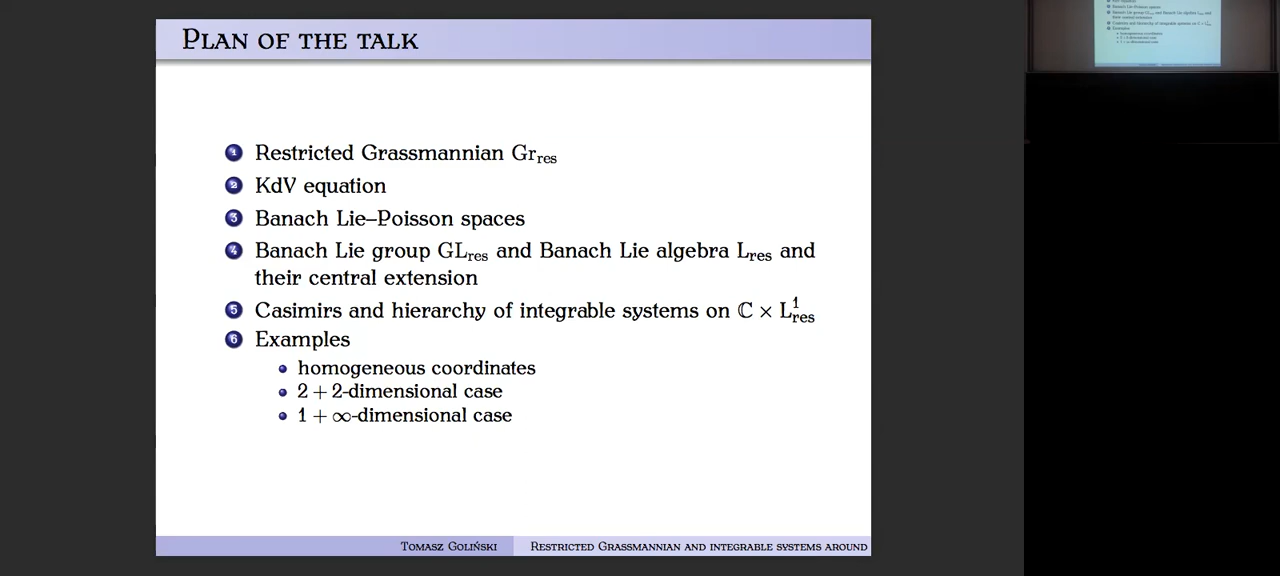 PLAN OF THE TALK
1 Restricted Grassmannian Gr_res
2 KdV equation
3 Banach Lie–Poisson spaces
4 Banach Lie group GL_res and Banach Lie algebra L_res and
their central extension
5 Casimirs and hierarchy of integrable systems on ℂ × L^1_res
6 Examples
homogeneous coordinates
2 + 2-dimensional case
1 + ∞-dimensional case
TOMASZ GOLIŃSKI RESTRICTED GRASSMANNIAN AND INTEGRABLE SYSTEMS AROUND